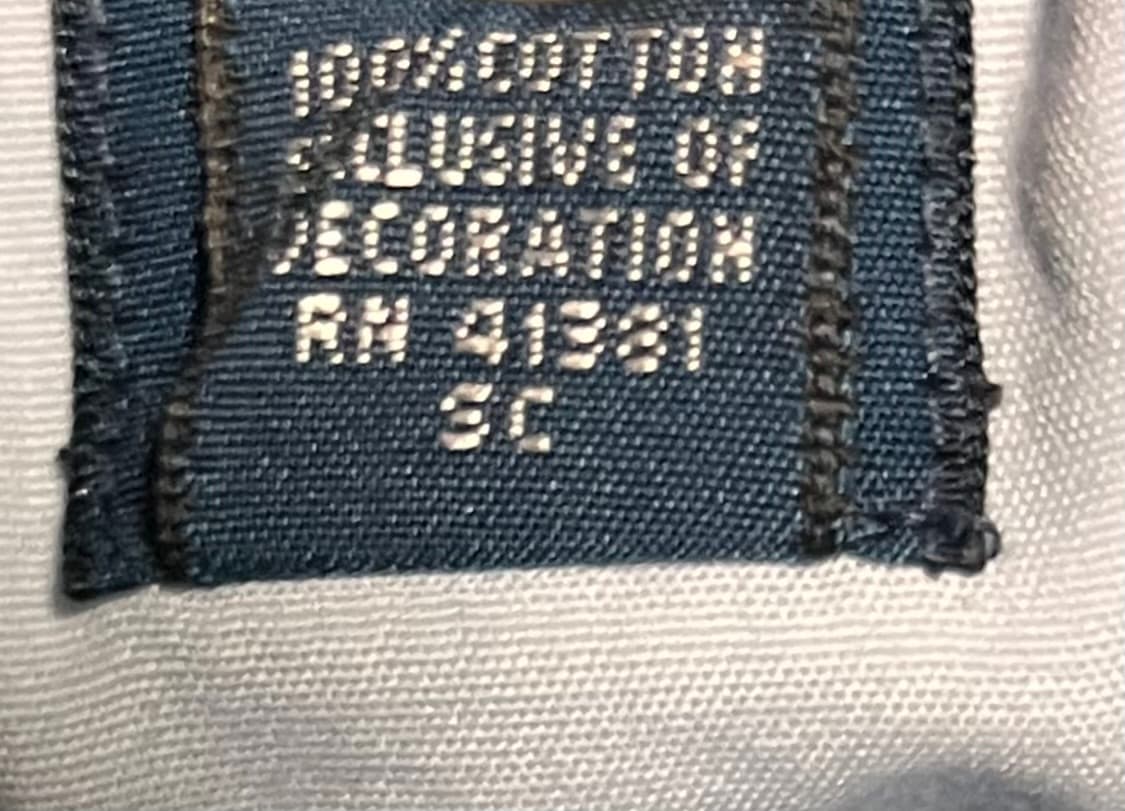 100% COTTON
EXCLUSIVE OF
DECORATION
RN 41381
SC